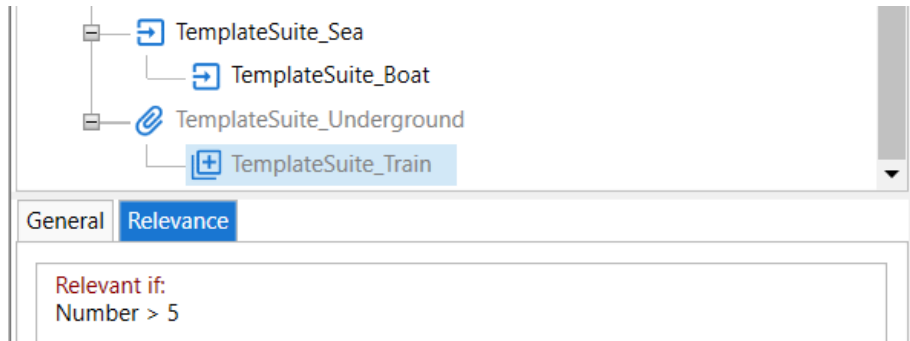 TemplateSuite_Sea
TemplateSuite_Boat
TemplateSuite_Underground
TemplateSuite_Train
General Relevance
Relevant if:
Number > 5